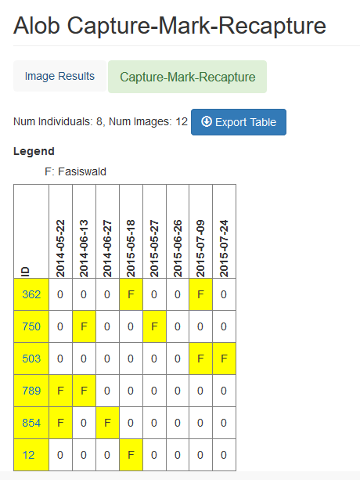 Alob Capture-Mark-Recapture
Image Results Capture-Mark-Recapture
Num Individuals: 8, Num Images: 12 Export Table
Legend
F: Fasiswald
ID 2014-05-22 2014-06-13 2014-06-27 2015-05-18 2015-05-27 2015-06-26 2015-07-09 2015-07-24
362 0 0 0 F 0 0 F 0
750 0 F 0 0 F 0 0 0
503 0 0 0 0 0 0 F F
789 F F 0 0 0 0 0 0
854 F 0 F 0 0 0 0 0
12 0 0 0 F 0 0 0 0